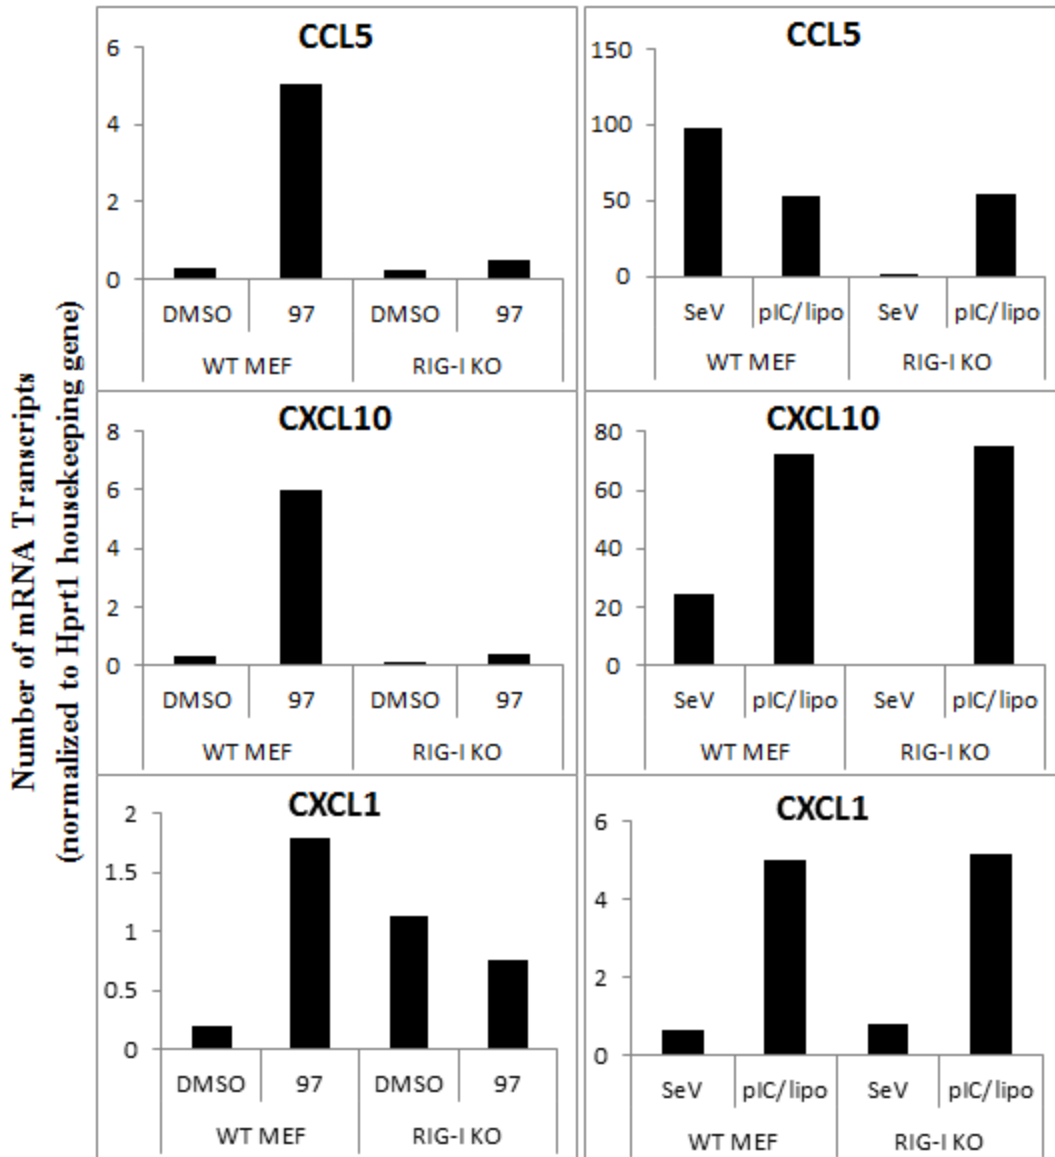 Number of mRNA Transcripts
(normalized to Hprt1 housekeeping gene)
CCL5
6
4
2
0
DMSO 97 DMSO 97
WT MEF RIG-I KO
CCL5
150
100
50
0
SeV pIC/lipo SeV pIC/lipo
WT MEF RIG-I KO
CXCL10
8
6
4
2
0
DMSO 97 DMSO 97
WT MEF RIG-I KO
CXCL10
80
60
40
20
0
SeV pIC/lipo SeV pIC/lipo
WT MEF RIG-I KO
CXCL1
2
1.5
1
0.5
0
DMSO 97 DMSO 97
WT MEF RIG-I KO
CXCL1
6
4
2
0
SeV pIC/lipo SeV pIC/lipo
WT MEF RIG-I KO